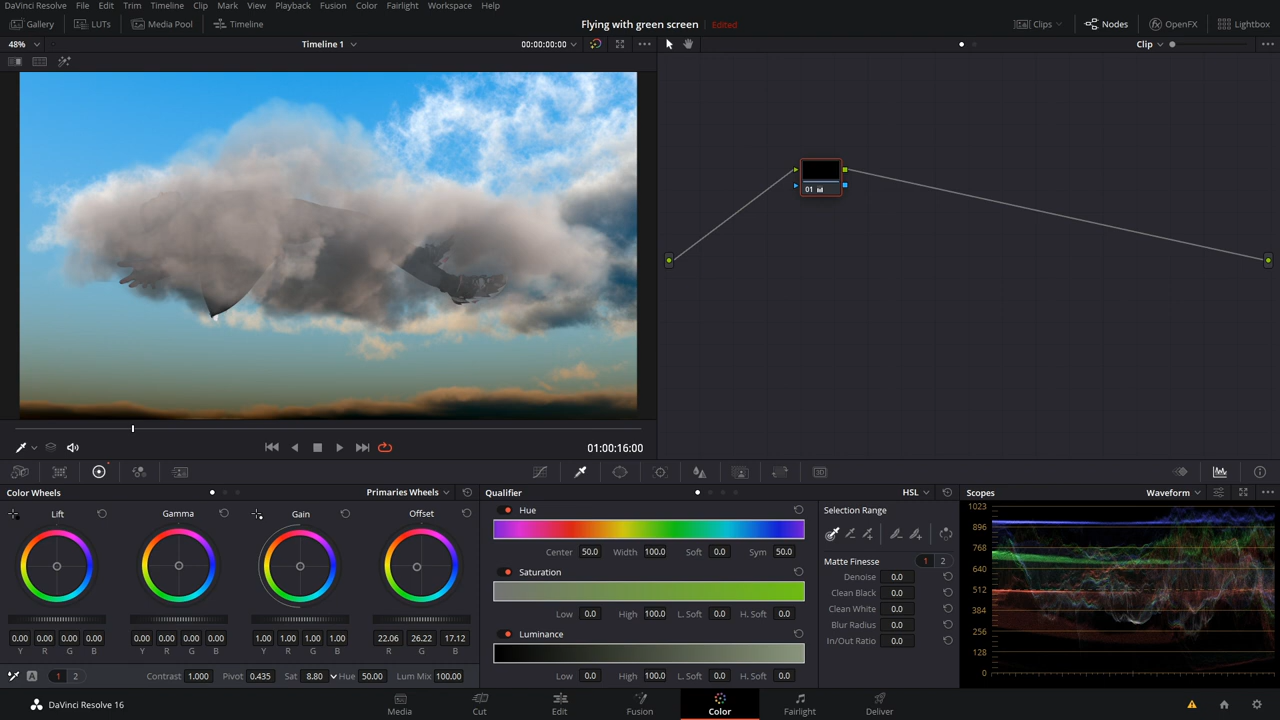 DaVinci Resolve File Edit Trim Timeline Clip Mark View Playback Fusion Color Fairlight Workspace Help
Gallery LUTs Media Pool Timeline Flying with green screen Edited Clips Nodes OpenFX Lightbox
48% Timeline 1 00:00:00:00 Clip
01
01:00:16:00
Color Wheels Primaries Wheels Qualifier HSL Scopes Waveform
Lift Gamma Gain Offset
Hue
Center 50.0 Width 100.0 Soft 0.0 Sym 50.0
Saturation
Low 0.0 High 100.0 L. Soft 0.0 H. Soft 0.0
Luminance
Low 0.0 High 100.0 L. Soft 0.0 H. Soft 0.0
0.00 0.00 0.00 0.00 0.00 0.00 0.00 0.00 1.00 1.00 1.00 1.00 22.06 26.22 17.12
Y R G B Y R G B Y R G B R G B
A 1 2 Contrast 1.000 Pivot 0.435 Sat 8.80 Hue 50.00 Lum Mix 100.00
Selection Range
Matte Finesse 1 2
Denoise 0.0
Clean Black 0.0
Clean White 0.0
Blur Radius 0.0
In/Out Ratio 0.0
1023
896
768
640
512
384
256
128
0
DaVinci Resolve 16 Media Cut Edit Fusion Color Fairlight Deliver